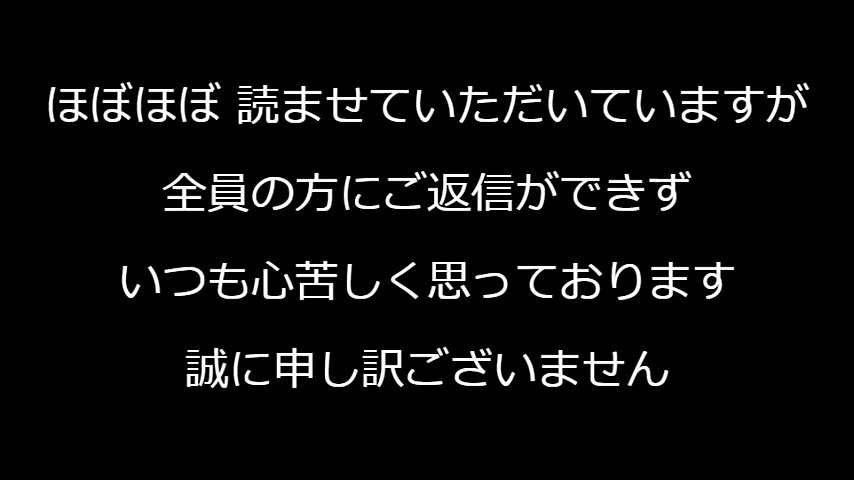 ほぼほぼ 読ませていただいていますが
全員の方にご返信ができず
いつも心苦しく思っております
誠に申し訳ございません